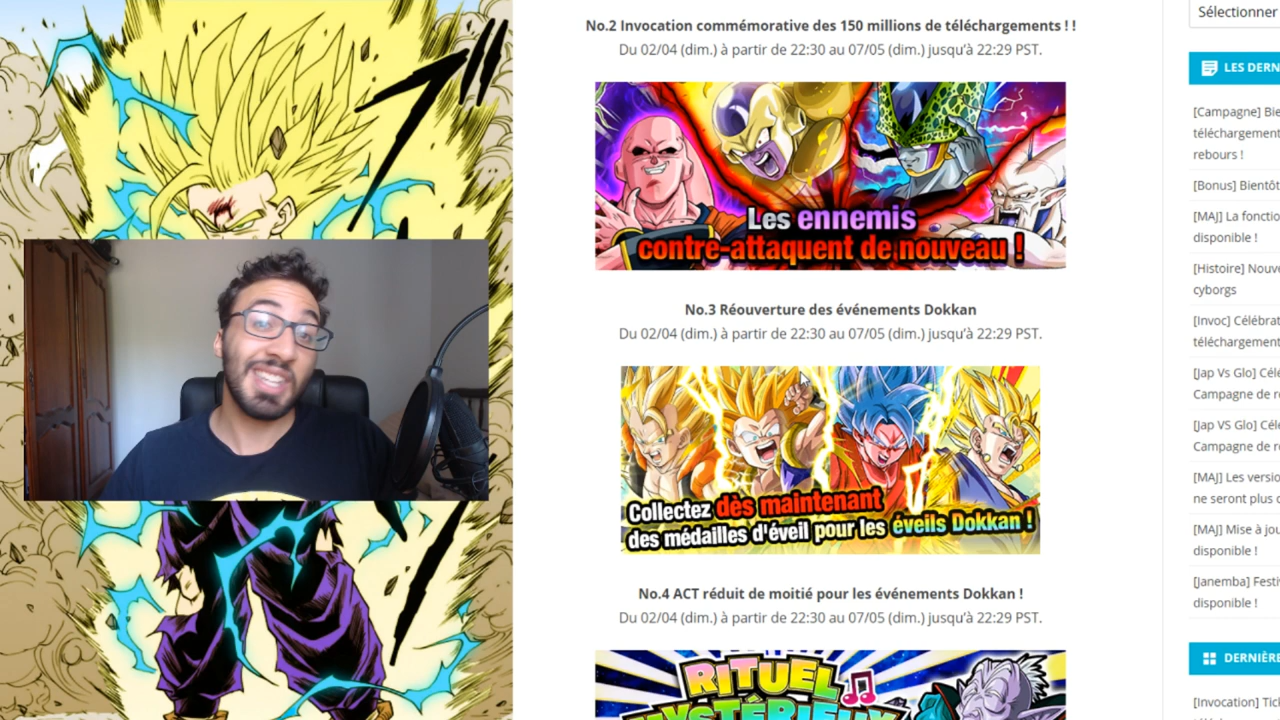 No.2 Invocation commémorative des 150 millions de téléchargements ! !
Du 02/04 (dim.) à partir de 22:30 au 07/05 (dim.) jusqu'à 22:29 PST.
Les ennemis
contre-attaquent de nouveau !
No.3 Réouverture des événements Dokkan
Du 02/04 (dim.) à partir de 22:30 au 07/05 (dim.) jusqu'à 22:29 PST.
Collectez dès maintenant
des médailles d'éveil pour les éveils Dokkan !
No.4 ACT réduit de moitié pour les événements Dokkan !
Du 02/04 (dim.) à partir de 22:30 au 07/05 (dim.) jusqu'à 22:29 PST.
RITUEL
MYSTÉRIEUX
Sélectionner
LES DERN
[Campagne] Bie
téléchargement
rebours !
[Bonus] Bientôt
[MAJ] La fonctio
disponible !
[Histoire] Nouve
cyborgs
[Invoc] Célébrat
téléchargement
[Jap Vs Glo] Célé
Campagne de r
[Jap VS Glo] Célé
Campagne de r
[MAJ] Les versio
ne seront plus d
[MAJ] Mise à jou
disponible !
[Janemba] Festi
disponible !
DERNIÈRE
[Invocation] Tick